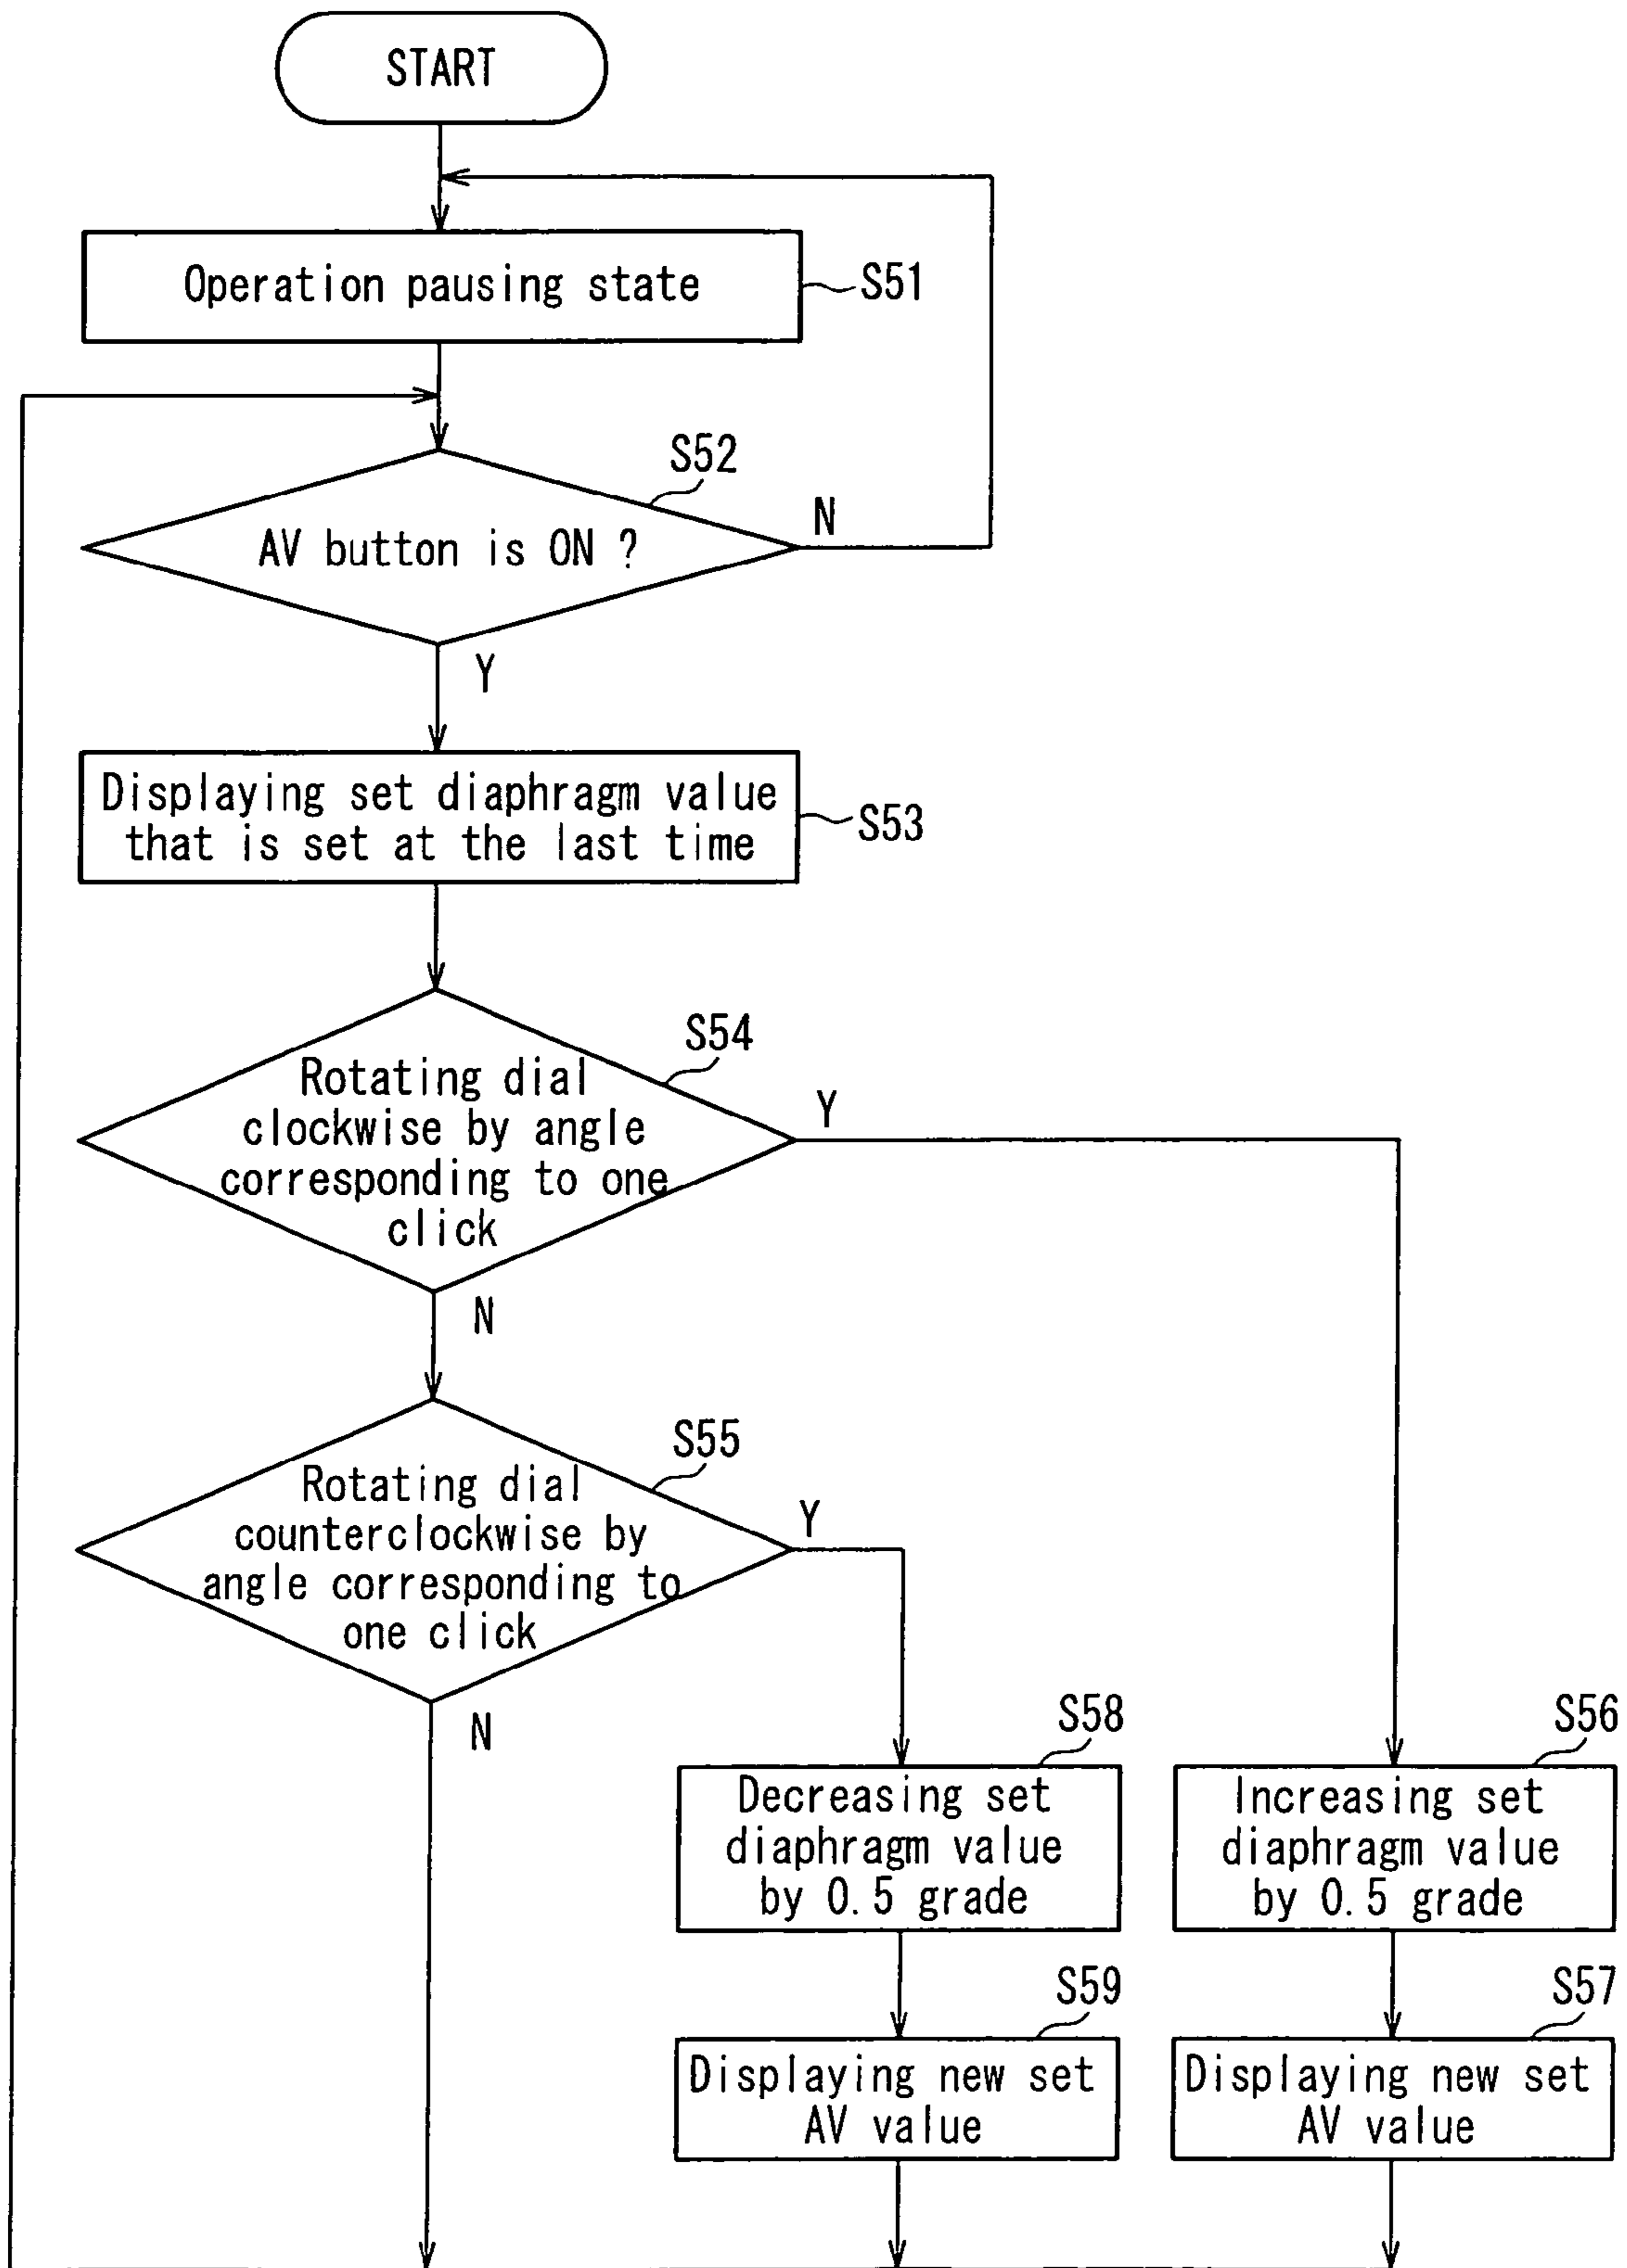 START
Operation pausing state
S51
S52
AV button is ON ?
N
Y
Displaying set diaphragm value
that is set at the last time
S53
S54
Rotating dial
clockwise by angle
corresponding to one
click
Y
N
S55
Rotating dial
counterclockwise by
angle corresponding to
one click
Y
N
S58
Decreasing set
diaphragm value
by 0.5 grade
S56
Increasing set
diaphragm value
by 0.5 grade
S59
Displaying new set
AV value
S57
Displaying new set
AV value